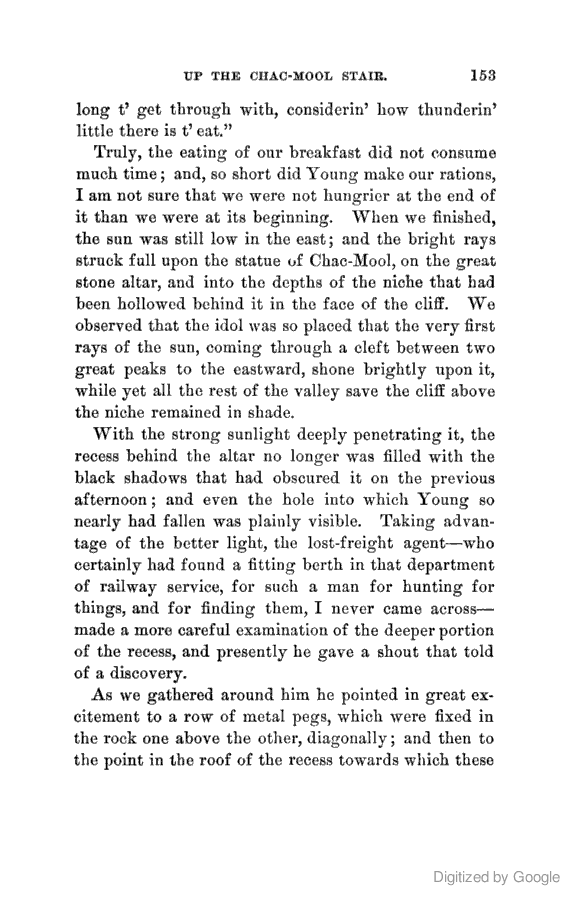 UP THE CHAC-MOOL STAIR. 153
long t' get through with, considerin' how thunderin'
little there is t' eat."
Truly, the eating of our breakfast did not consume
much time; and, so short did Young make our rations,
I am not sure that we were not hungrier at the end of
it than we were at its beginning. When we finished,
the sun was still low in the east; and the bright rays
struck full upon the statue of Chac-Mool, on the great
stone altar, and into the depths of the niche that had
been hollowed behind it in the face of the cliff. We
observed that the idol was so placed that the very first
rays of the sun, coming through a cleft between two
great peaks to the eastward, shone brightly upon it,
while yet all the rest of the valley save the cliff above
the niche remained in shade.
With the strong sunlight deeply penetrating it, the
recess behind the altar no longer was filled with the
black shadows that had obscured it on the previous
afternoon; and even the hole into which Young so
nearly had fallen was plainly visible. Taking advan-
tage of the better light, the lost-freight agent—who
certainly had found a fitting berth in that department
of railway service, for such a man for hunting for
things, and for finding them, I never came across—
made a more careful examination of the deeper portion
of the recess, and presently he gave a shout that told
of a discovery.
As we gathered around him he pointed in great ex-
citement to a row of metal pegs, which were fixed in
the rock one above the other, diagonally; and then to
the point in the roof of the recess towards which these
Digitized by Google